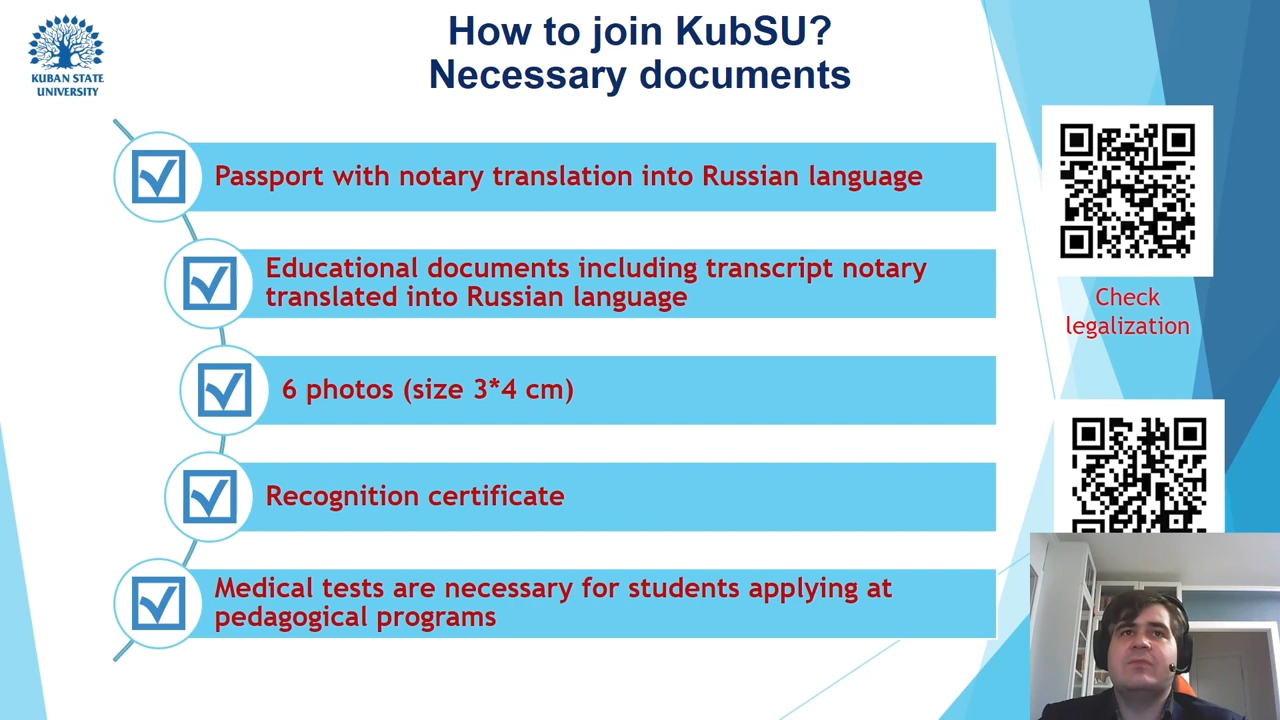 KUBAN STATE
UNIVERSITY
How to join KubSU?
Necessary documents
Passport with notary translation into Russian language
Educational documents including transcript notary
translated into Russian language
6 photos (size 3*4 cm)
Recognition certificate
Medical tests are necessary for students applying at
pedagogical programs
Check
legalization